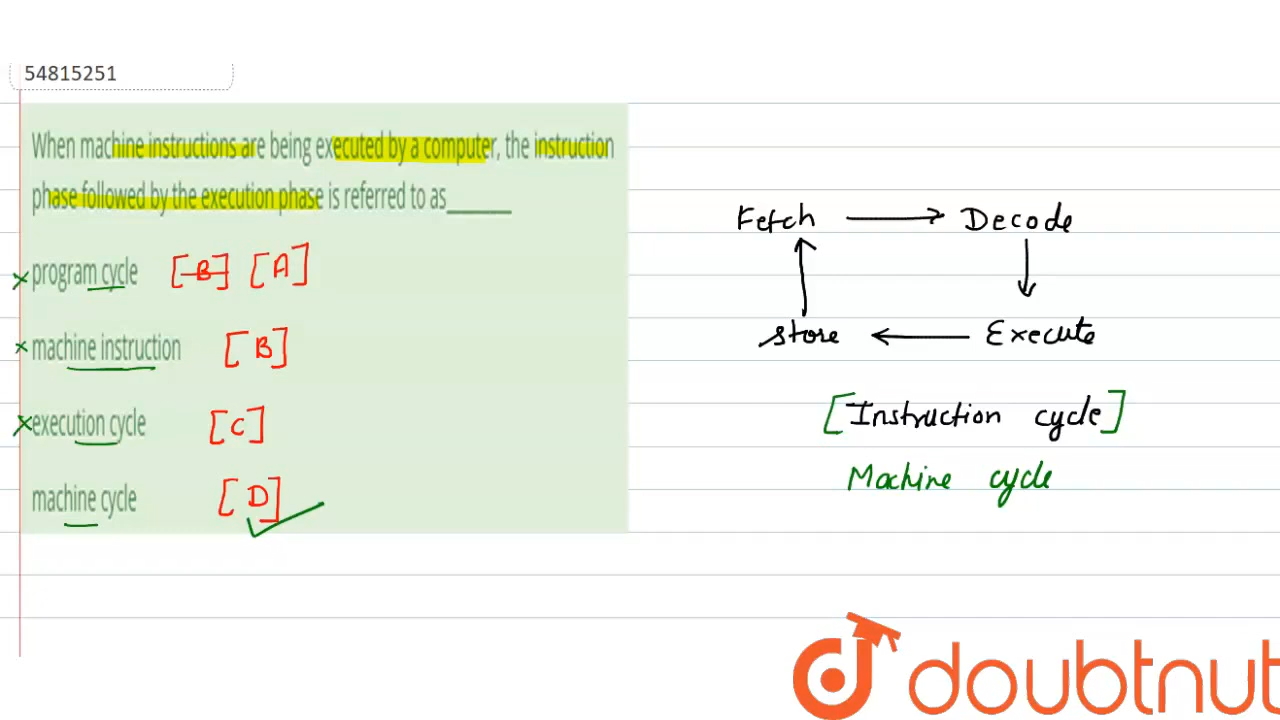 54815251
When machine instructions are being executed by a computer, the instruction
phase followed by the execution phase is referred to as_______
program cycle [B] [A]
machine instruction [B]
execution cycle [C]
machine cycle [D]
Fetch Decode
store Execute
[Instruction cycle]
Machine cycle
doubtnut